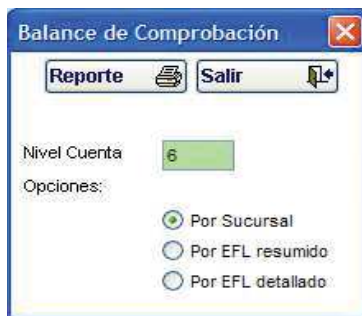 Balance de Comprobación
Reporte Salir
Nivel Cuenta 6
Opciones:
Por Sucursal
Por EFL resumido
Por EFL detallado